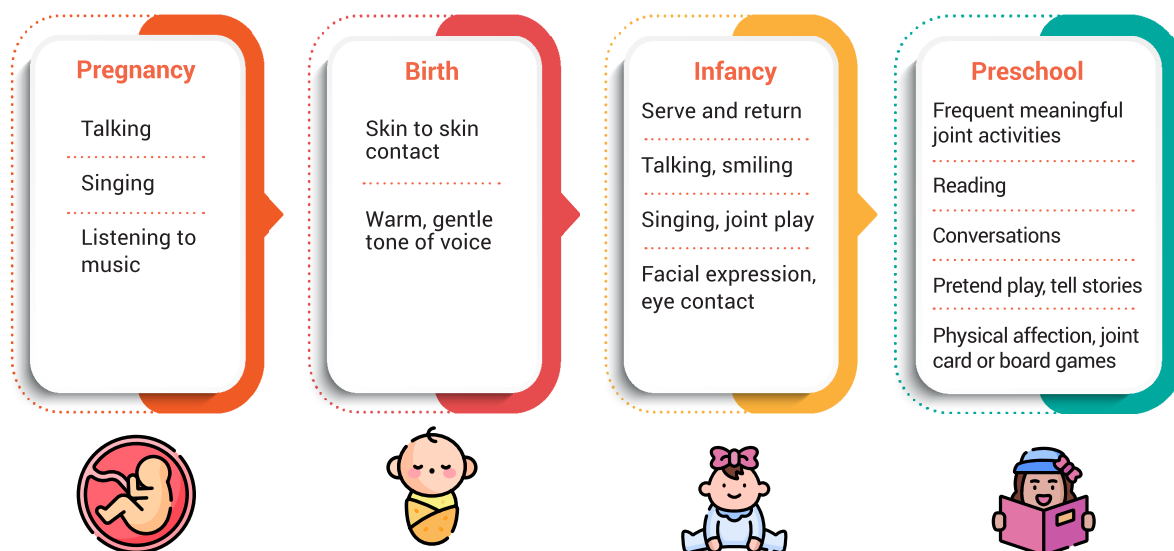 Pregnancy
Talking
Singing
Listening to
music
Birth
Skin to skin
contact
Warm, gentle
tone of voice
Infancy
Serve and return
Talking, smiling
Singing, joint play
Facial expression,
eye contact
Preschool
Frequent meaningful
joint activities
Reading
Conversations
Pretend play, tell stories
Physical affection, joint
card or board games